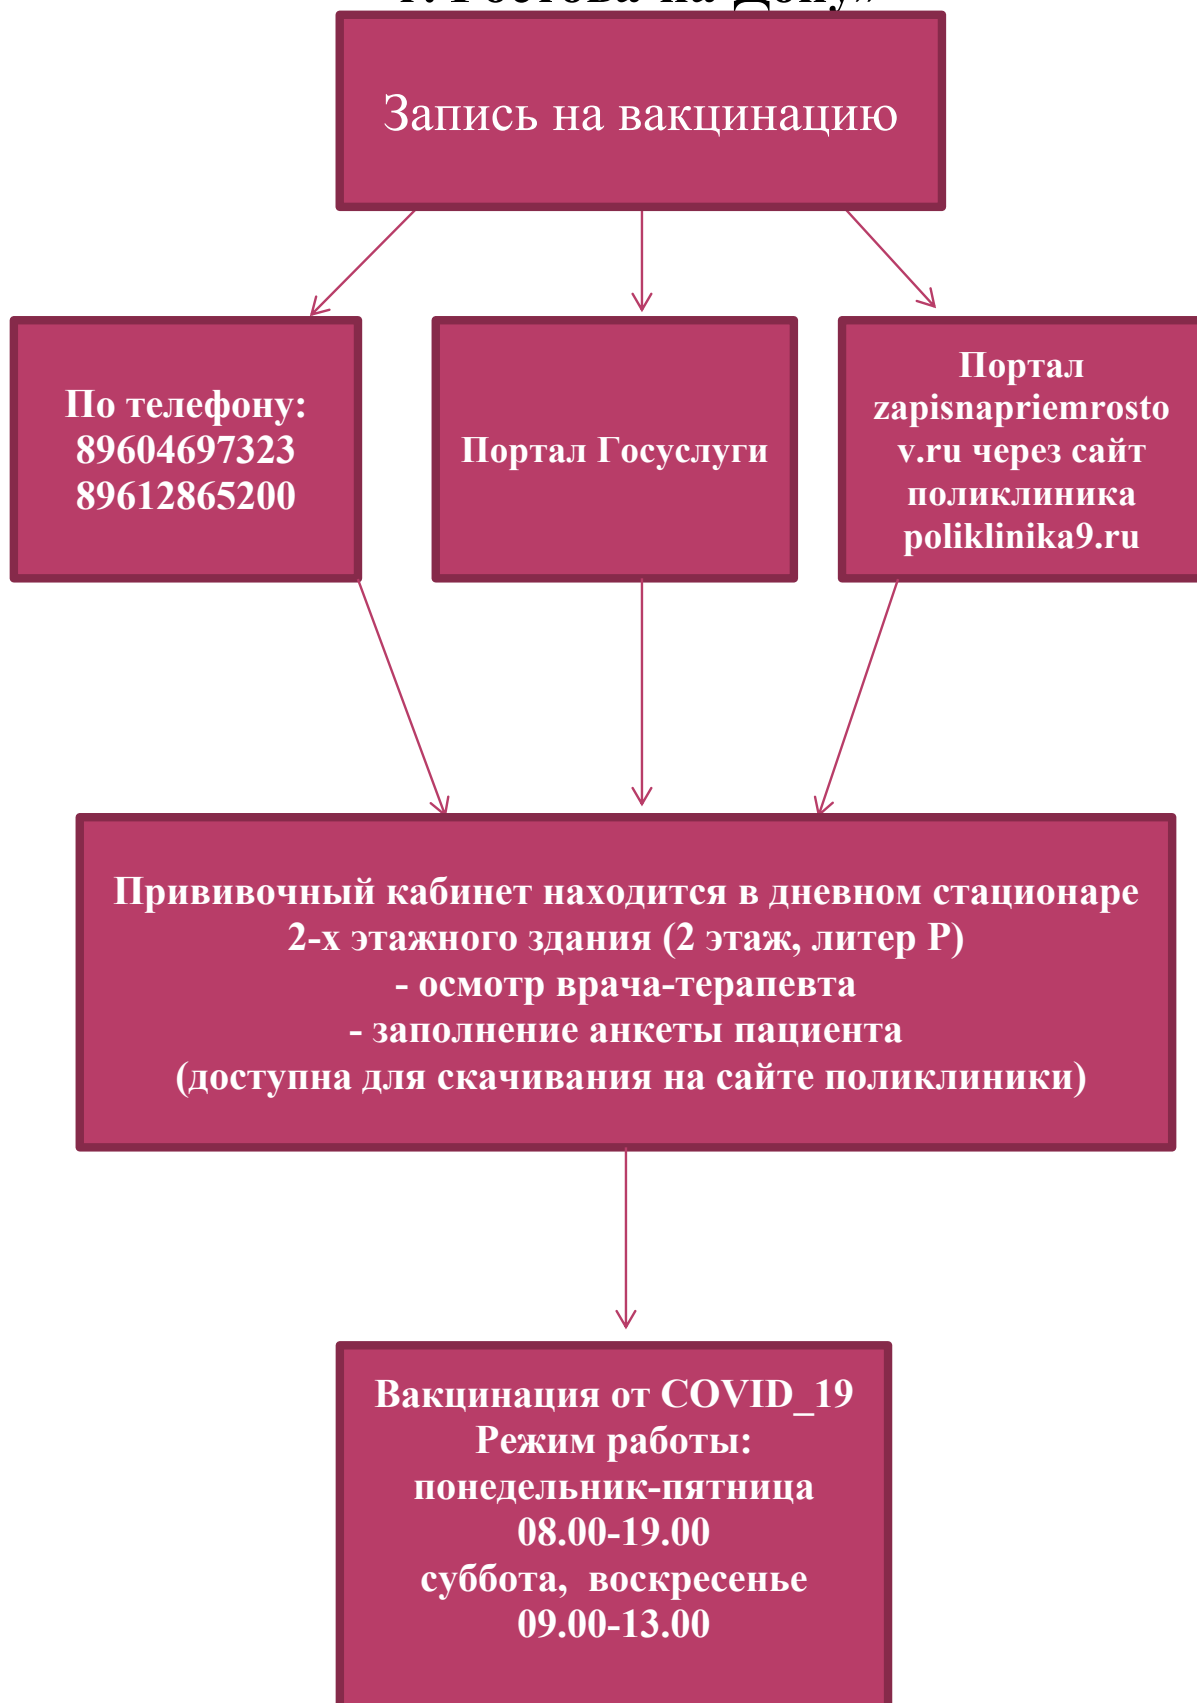 г. Ростова-на-Дону»
Запись на вакцинацию
По телефону:
89604697323
89612865200
Портал Госуслуги
Портал
zapisnapriemrosto
v.ru через сайт
поликлиника
poliklinika9.ru
Прививочный кабинет находится в дневном стационаре
2-х этажного здания (2 этаж, литер Р)
- осмотр врача-терапевта
- заполнение анкеты пациента
(доступна для скачивания на сайте поликлиники)
Вакцинация от COVID_19
Режим работы:
понедельник-пятница
08.00-19.00
суббота, воскресенье
09.00-13.00